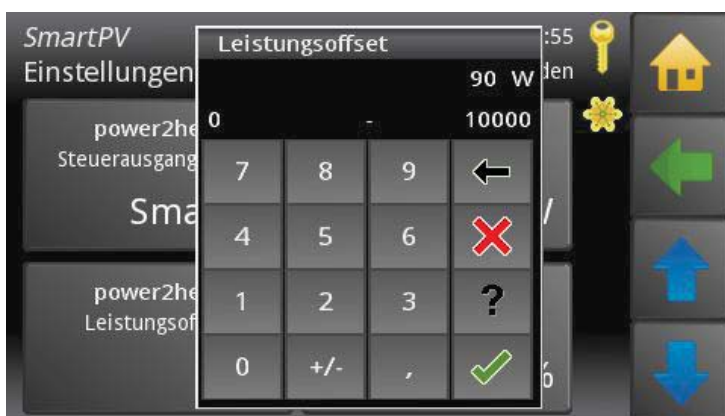 SmartPV
Einstellungen
Leistungsoffset
:55
90 W
0 - 10000
power2he
Steuerausgang
Sma
7 8 9
4 5 6
power2he
Leistungsof
1 2 3 ?
0 +/- ,
%